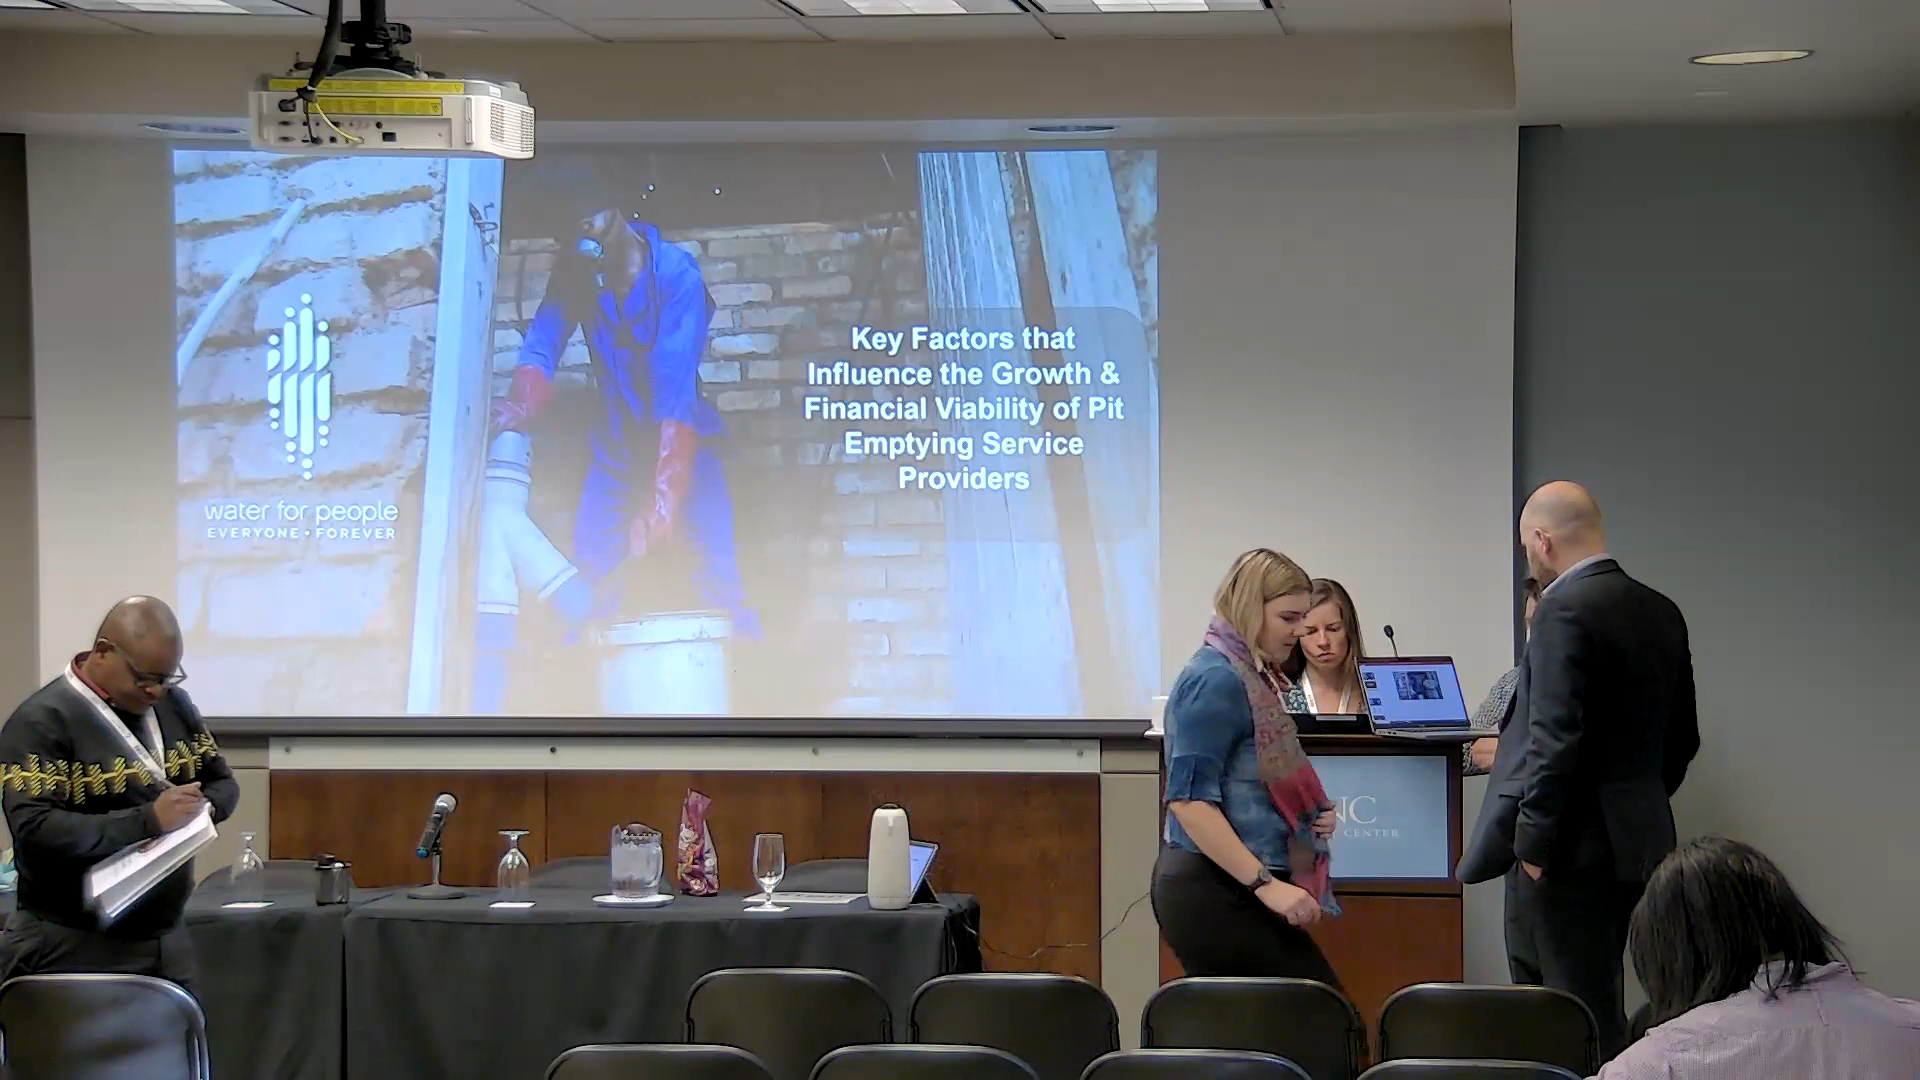 Key Factors that
Influence the Growth &
Financial Viability of Pit
Emptying Service
Providers
water for people
EVERYONE • FOREVER
NC
CENTER